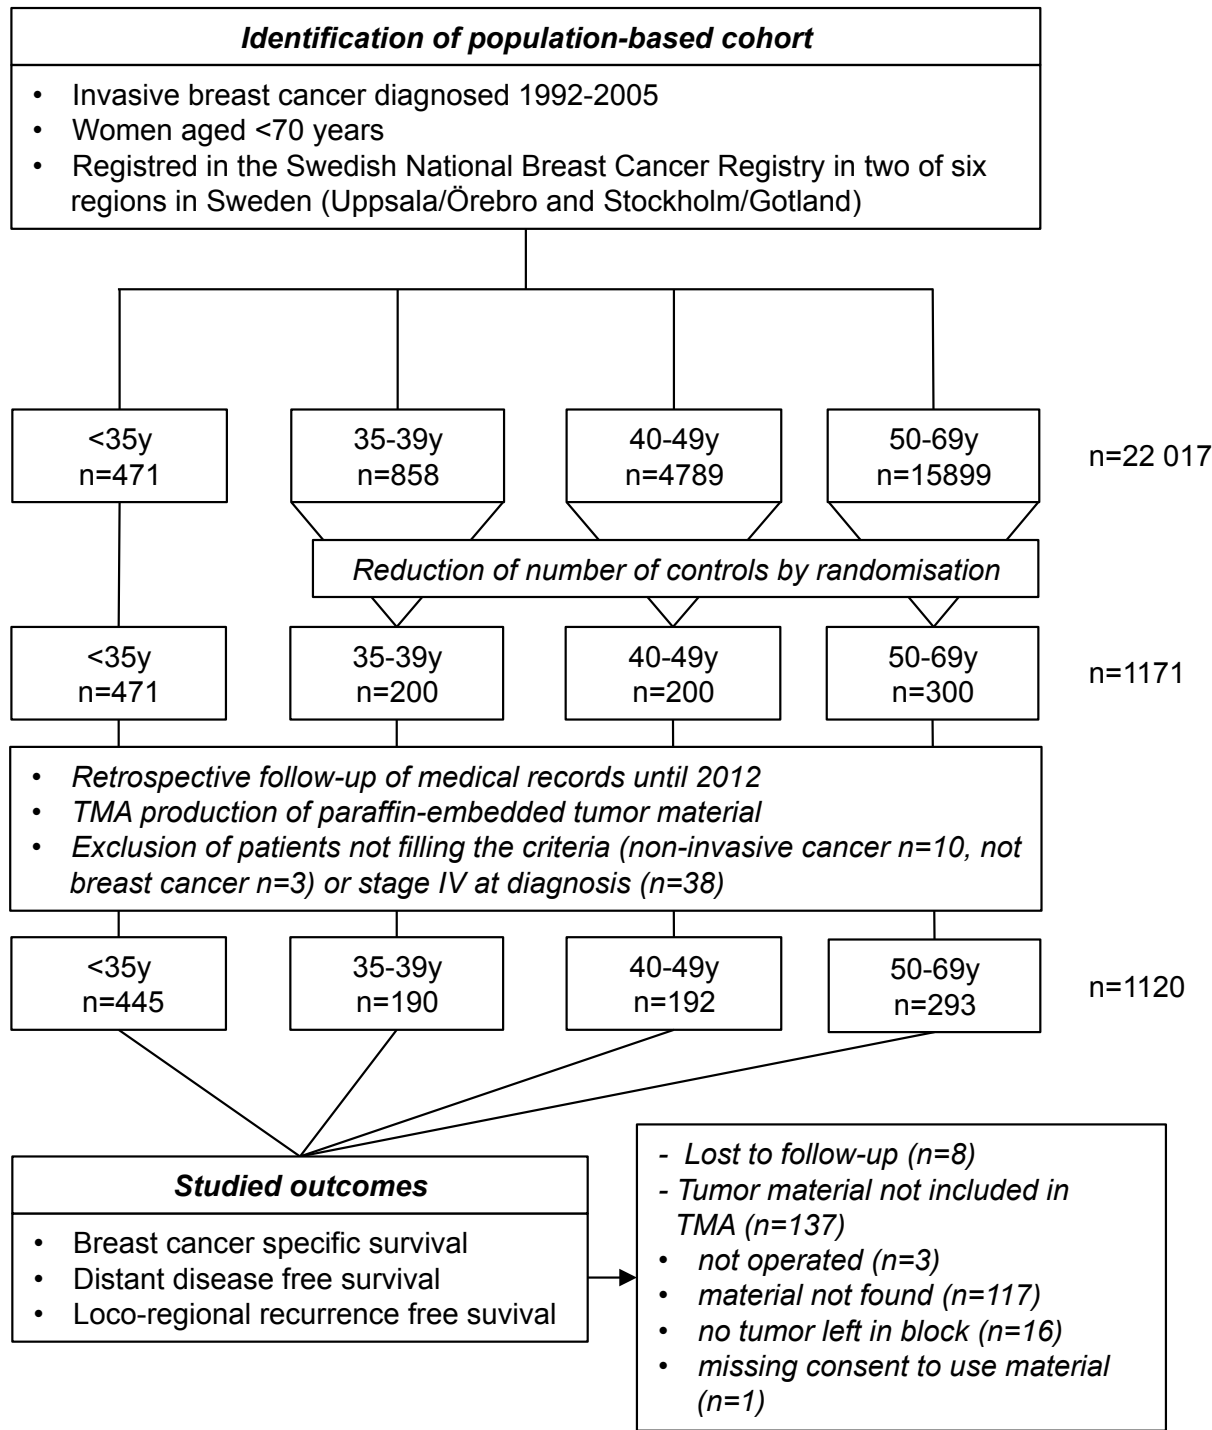 Identification of population-based cohort
• Invasive breast cancer diagnosed 1992-2005
• Women aged <70 years
• Registred in the Swedish National Breast Cancer Registry in two of six
regions in Sweden (Uppsala/Örebro and Stockholm/Gotland)
<35y
n=471
35-39y
n=858
40-49y
n=4789
50-69y
n=15899
n=22 017
Reduction of number of controls by randomisation
<35y
n=471
35-39y
n=200
40-49y
n=200
50-69y
n=300
n=1171
• Retrospective follow-up of medical records until 2012
• TMA production of paraffin-embedded tumor material
• Exclusion of patients not filling the criteria (non-invasive cancer n=10, not
breast cancer n=3) or stage IV at diagnosis (n=38)
<35y
n=445
35-39y
n=190
40-49y
n=192
50-69y
n=293
n=1120
Studied outcomes
• Breast cancer specific survival
• Distant disease free survival
• Loco-regional recurrence free suvival
- Lost to follow-up (n=8)
- Tumor material not included in
TMA (n=137)
• not operated (n=3)
• material not found (n=117)
• no tumor left in block (n=16)
• missing consent to use material
(n=1)